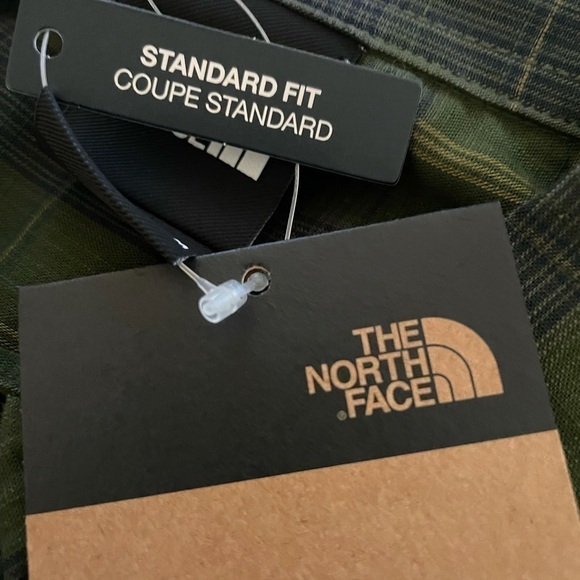 STANDARD FIT
COUPE STANDARD
THE
NORTH
FACE